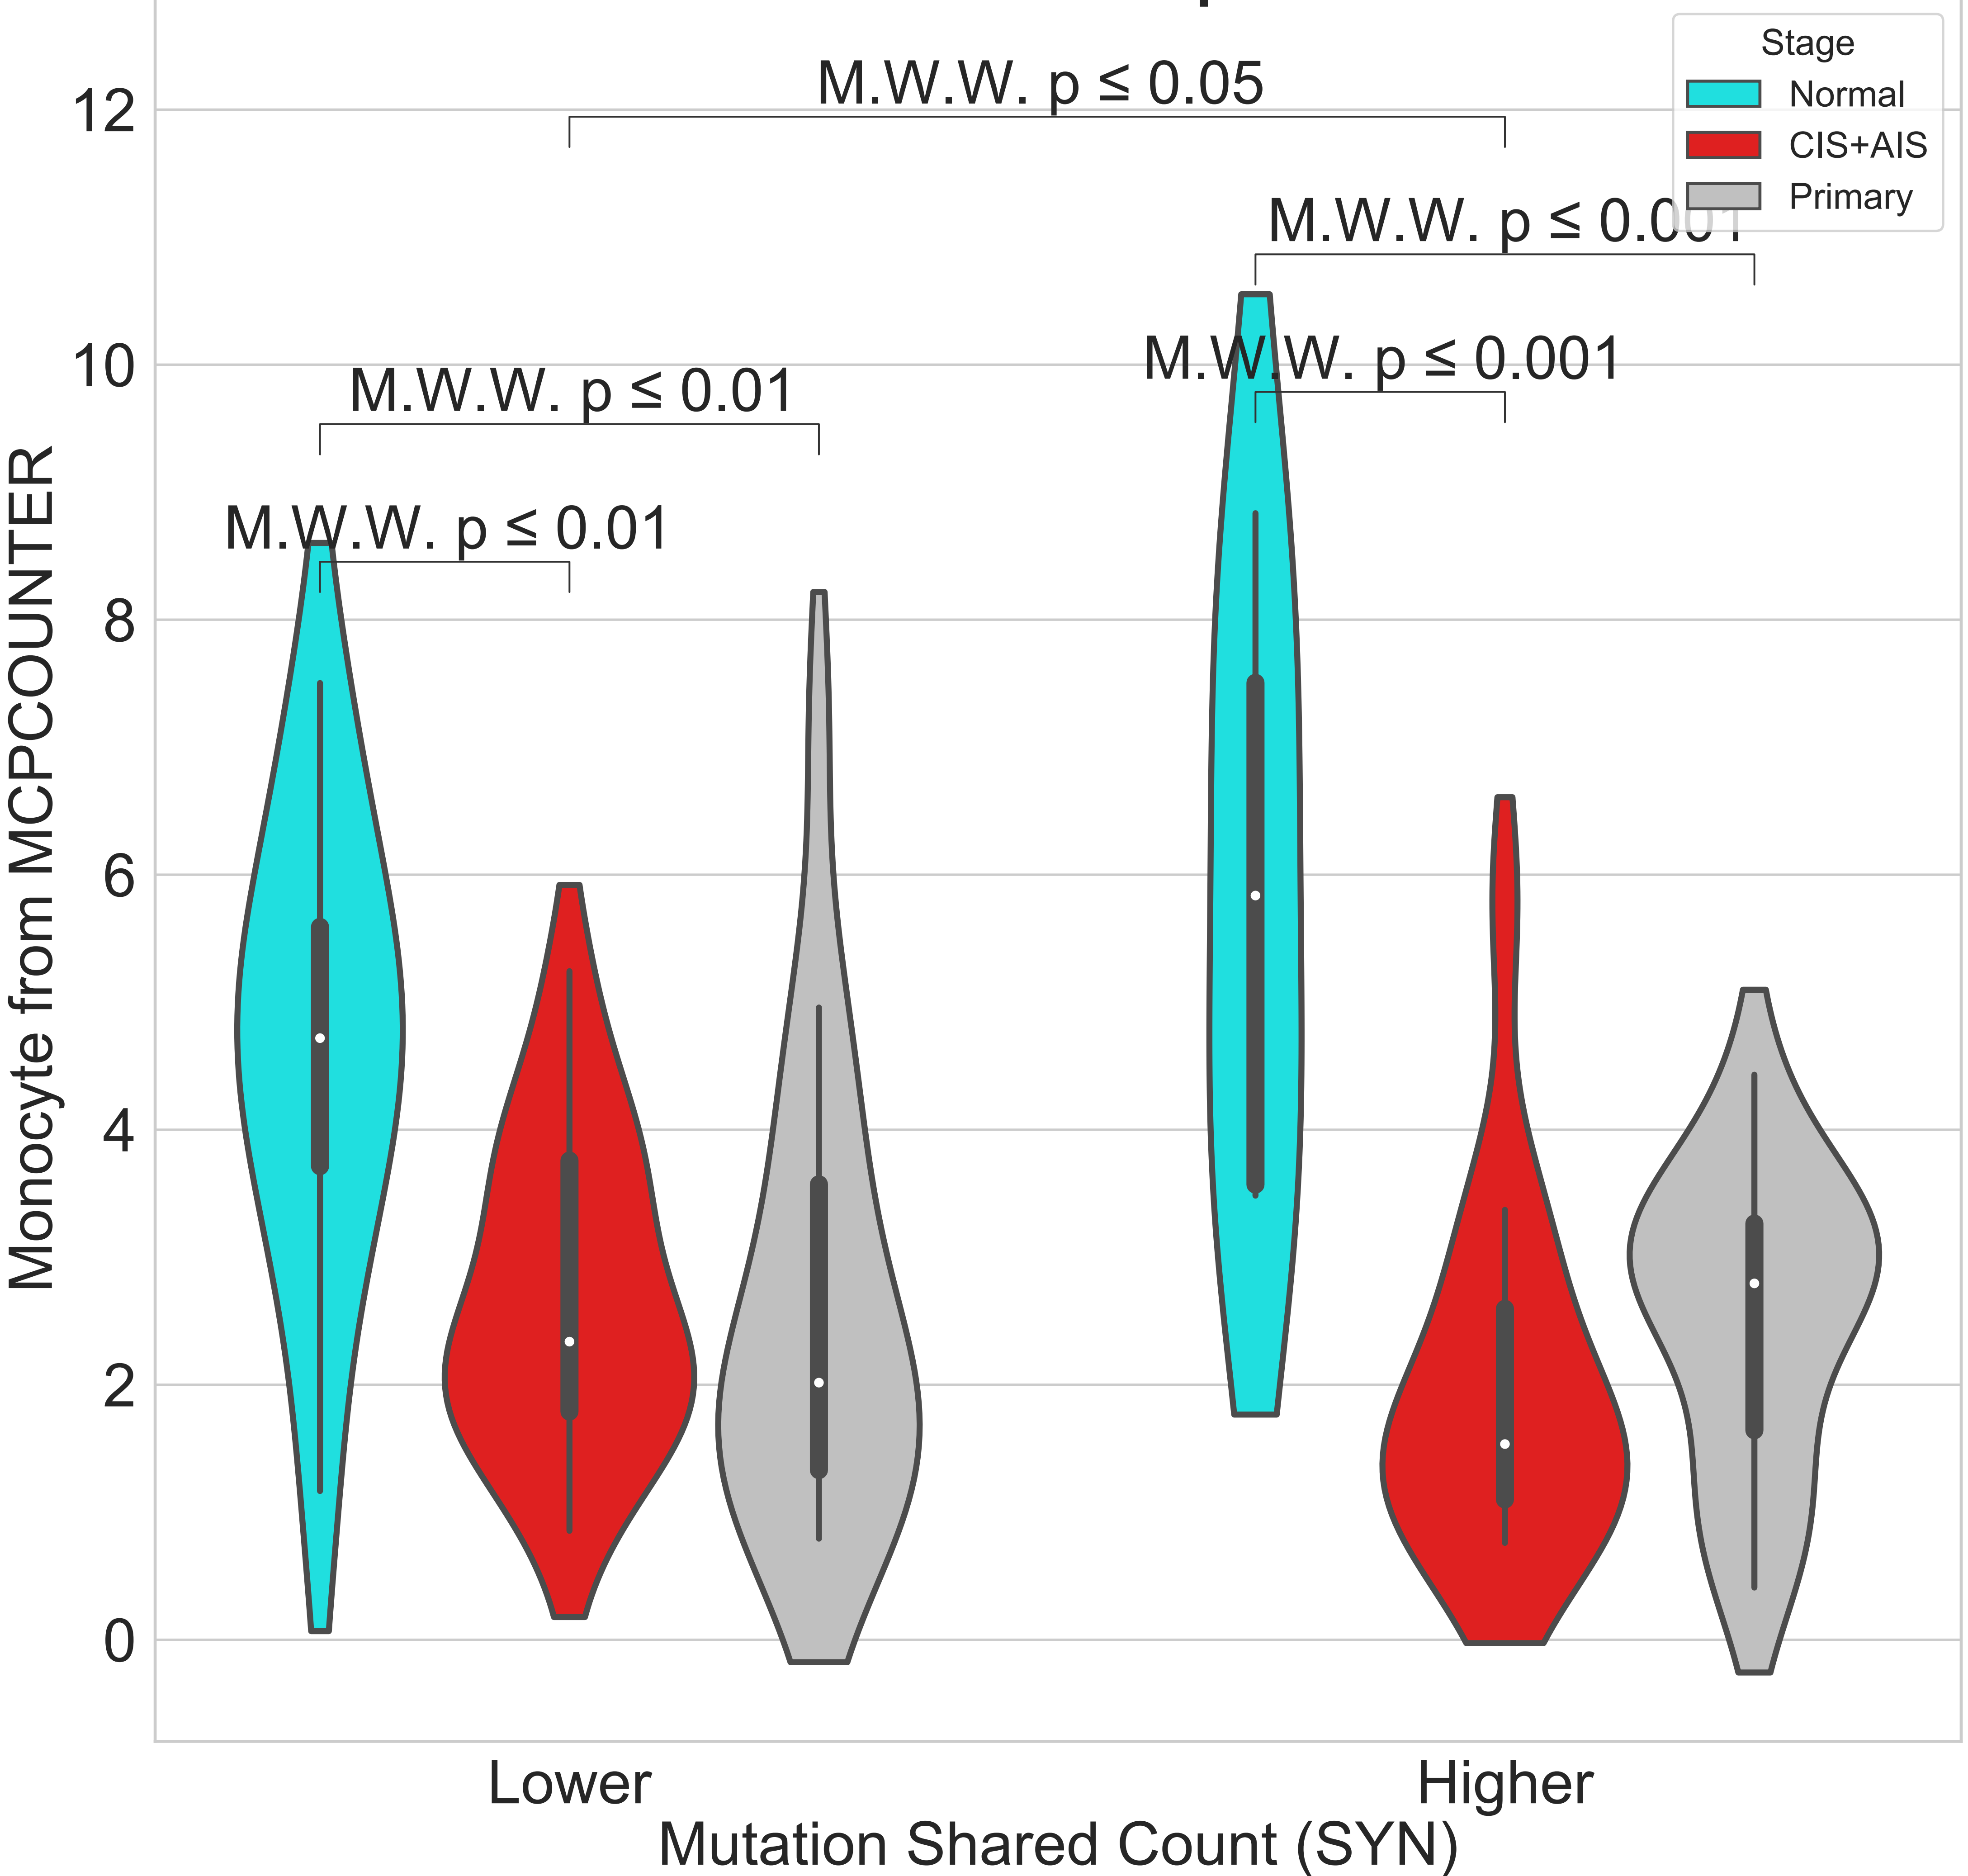 M.W.W. p ≤ 0.05
Stage
Normal
CIS+AIS
Primary
M.W.W. p ≤ 0.001
M.W.W. p ≤ 0.001
M.W.W. p ≤ 0.01
M.W.W. p ≤ 0.01
12
10
8
6
4
2
0
Monocyte from MCPCOUNTER
Lower
Higher
Mutation Shared Count (SYN)